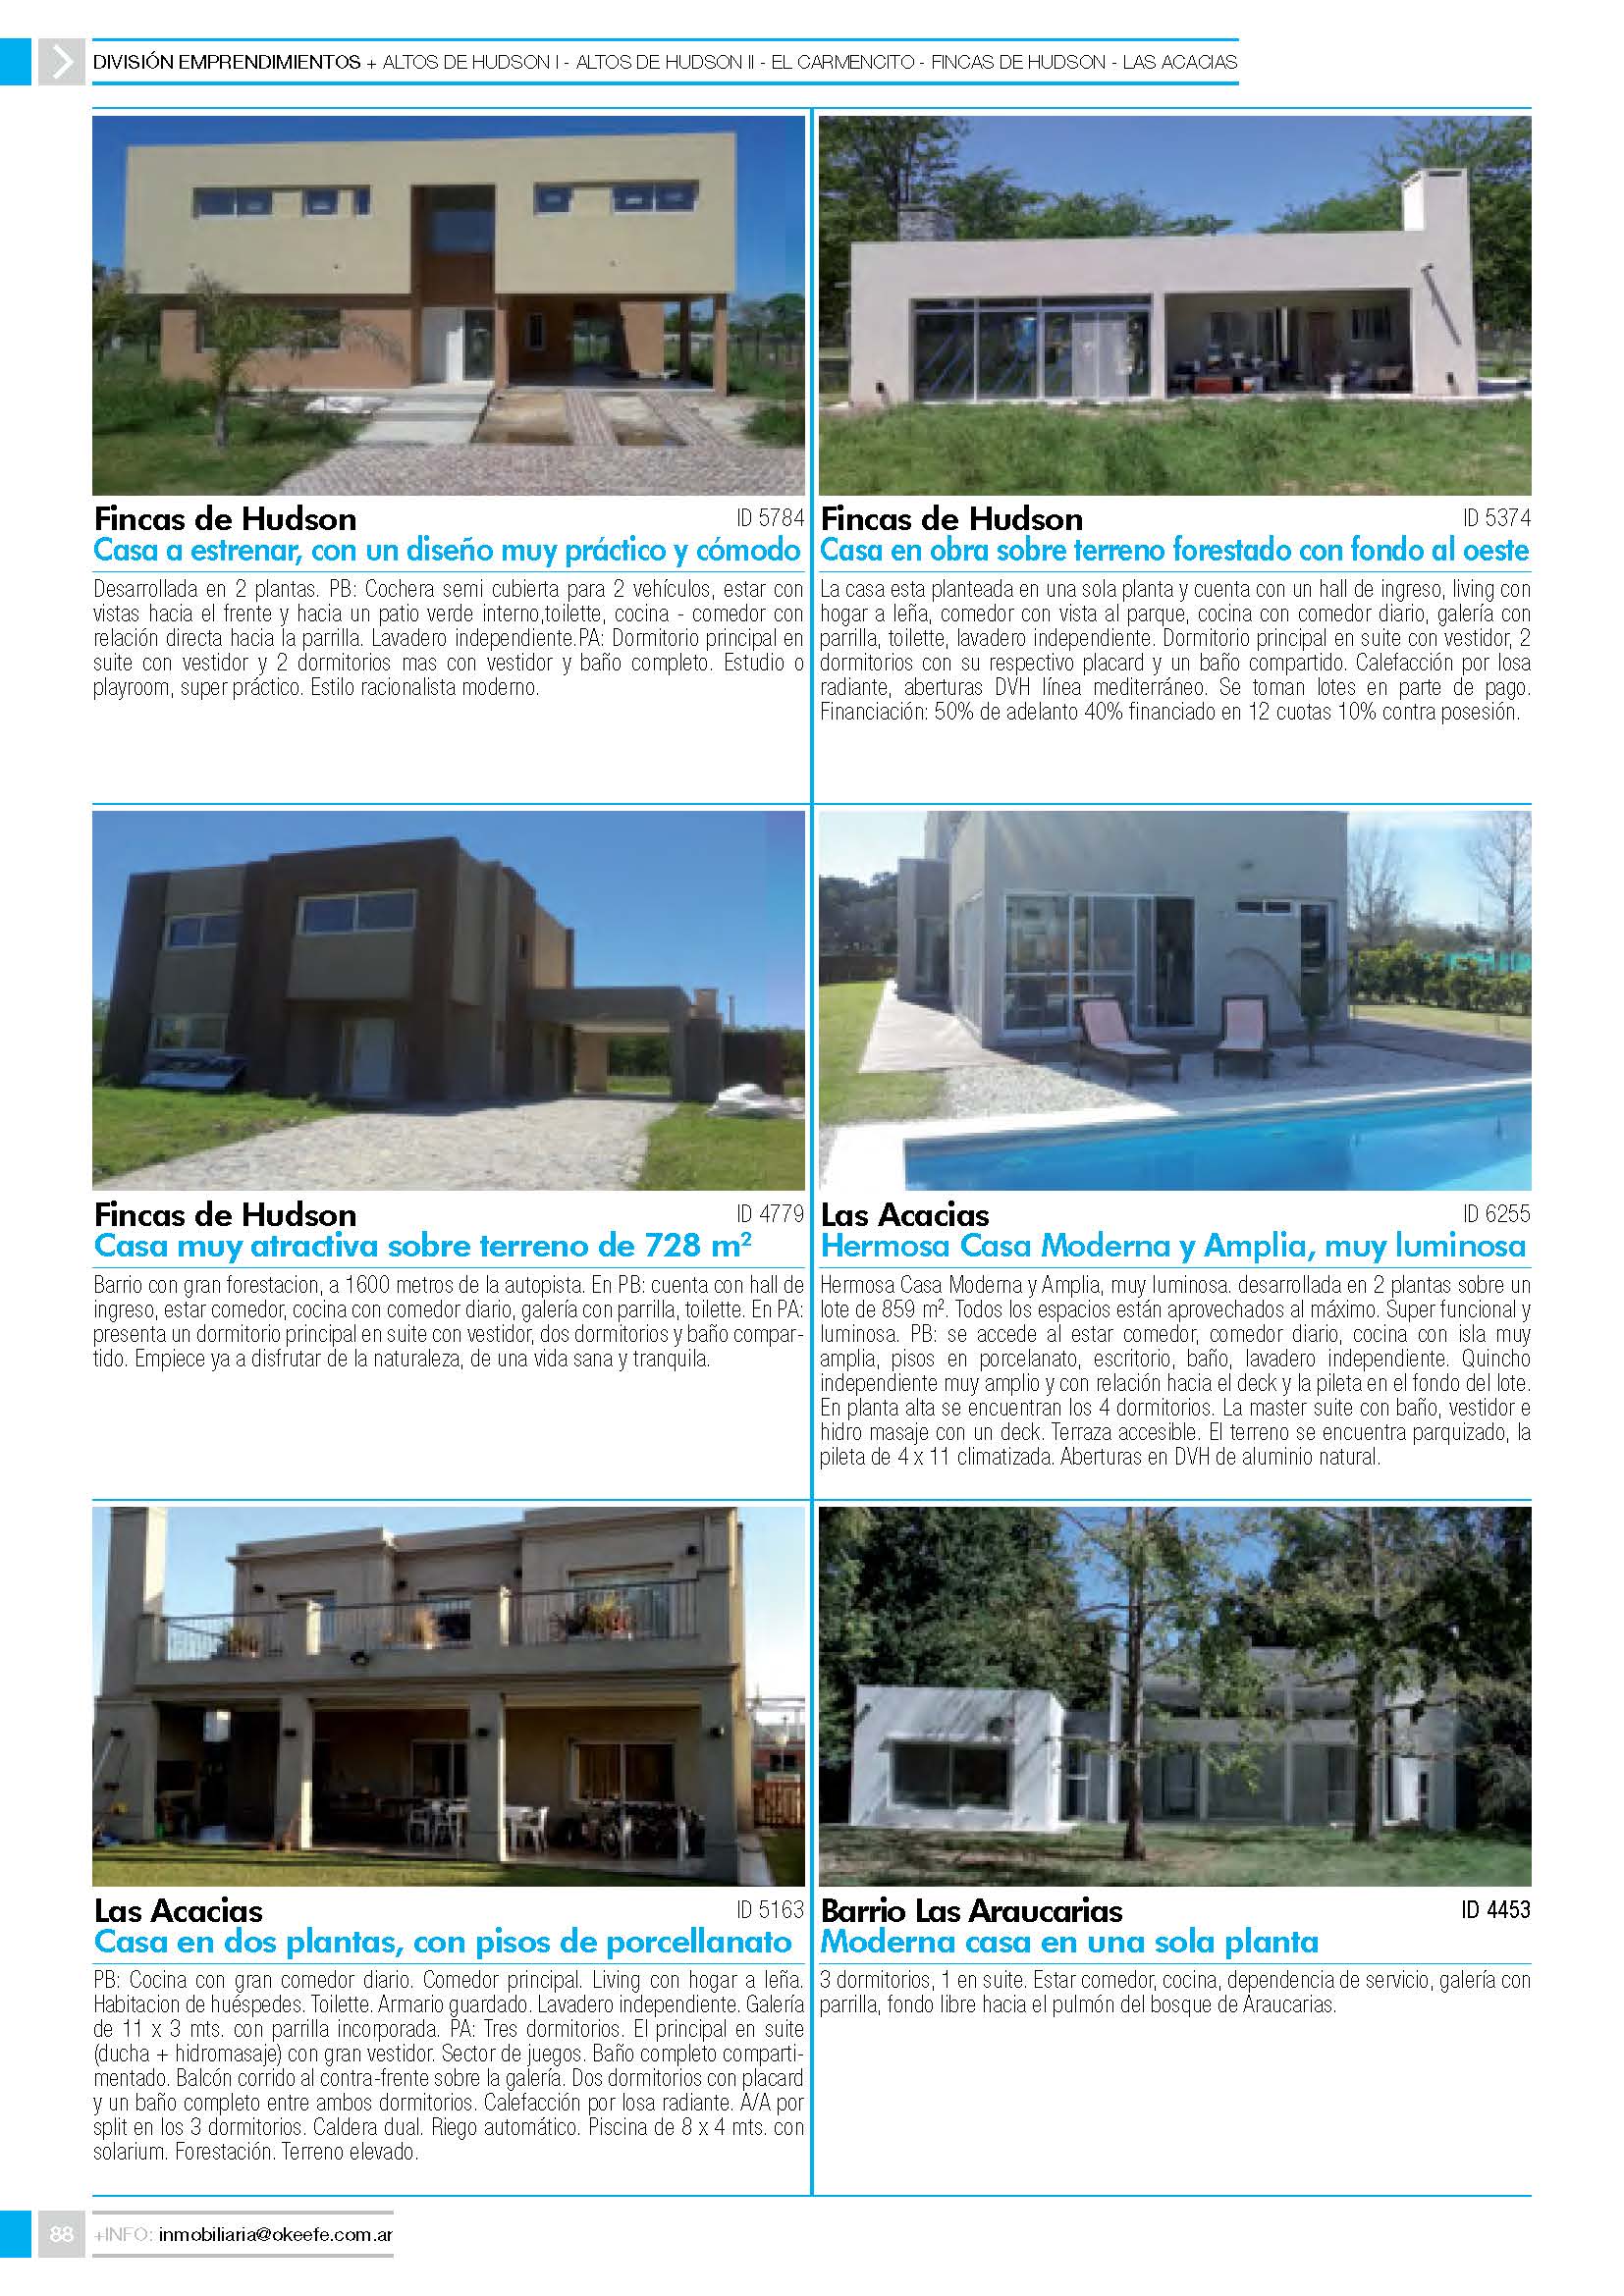 DIVISIÓN EMPRENDIMIENTOS + ALTOS DE HUDSON I - ALTOS DE HUDSON II - EL CARMENCITO - FINCAS DE HUDSON - LAS ACACIAS
Fincas de Hudson ID 5784
Casa a estrenar, con un diseño muy práctico y cómodo
Desarrollada en 2 plantas. PB: Cochera semi cubierta para 2 vehículos, estar con
vistas hacia el frente y hacia un patio verde interno,toilette, cocina - comedor con
relación directa hacia la parrilla. Lavadero independiente.PA: Dormitorio principal en
suite con vestidor y 2 dormitorios mas con vestidor y baño completo. Estudio o
playroom, super práctico. Estilo racionalista moderno.
Fincas de Hudson ID 5374
Casa en obra sobre terreno forestado con fondo al oeste
La casa esta planteada en una sola planta y cuenta con un hall de ingreso, living con
hogar a leña, comedor con vista al parque, cocina con comedor diario, galería con
parrilla, toilette, lavadero independiente. Dormitorio principal en suite con vestidor, 2
dormitorios con su respectivo placard y un baño compartido. Calefacción por losa
radiante, aberturas DVH línea mediterráneo. Se toman lotes en parte de pago.
Financiación: 50% de adelanto 40% financiado en 12 cuotas 10% contra posesión.
Fincas de Hudson ID 4779
Casa muy atractiva sobre terreno de 728 m²
Barrio con gran forestacion, a 1600 metros de la autopista. En PB: cuenta con hall de
ingreso, estar comedor, cocina con comedor diario, galería con parrilla, toilette. En PA:
presenta un dormitorio principal en suite con vestidor, dos dormitorios y baño compar-
tido. Empiece ya a disfrutar de la naturaleza, de una vida sana y tranquila.
Las Acacias ID 6255
Hermosa Casa Moderna y Amplia, muy luminosa
Hermosa Casa Moderna y Amplia, muy luminosa. desarrollada en 2 plantas sobre un
lote de 859 m². Todos los espacios están aprovechados al máximo. Super funcional y
luminosa. PB: se accede al estar comedor, comedor diario, cocina con isla muy
amplia, pisos en porcelanato, escritorio, baño, lavadero independiente. Quincho
independiente muy amplio y con relación hacia el deck y la pileta en el fondo del lote.
En planta alta se encuentran los 4 dormitorios. La master suite con baño, vestidor e
hidro masaje con un deck. Terraza accesible. El terreno se encuentra parquizado, la
pileta de 4 x 11 climatizada. Aberturas en DVH de aluminio natural.
Las Acacias ID 5163
Casa en dos plantas, con pisos de porcellanato
PB: Cocina con gran comedor diario. Comedor principal. Living con hogar a leña.
Habitacion de huéspedes. Toilette. Armario guardado. Lavadero independiente. Galería
de 11 x 3 mts. con parrilla incorporada. PA: Tres dormitorios. El principal en suite
(ducha + hidromasaje) con gran vestidor. Sector de juegos. Baño completo comparti-
mentado. Balcón corrido al contra-frente sobre la galería. Dos dormitorios con placard
y un baño completo entre ambos dormitorios. Calefacción por losa radiante. A/A por
split en los 3 dormitorios. Caldera dual. Riego automático. Piscina de 8 x 4 mts. con
solarium. Forestación. Terreno elevado.
Barrio Las Araucarias ID 4453
Moderna casa en una sola planta
3 dormitorios, 1 en suite. Estar comedor, cocina, dependencia de servicio, galería con
parrilla, fondo libre hacia el pulmón del bosque de Araucarias.
88 +INFO: inmobiliaria@okeefe.com.ar